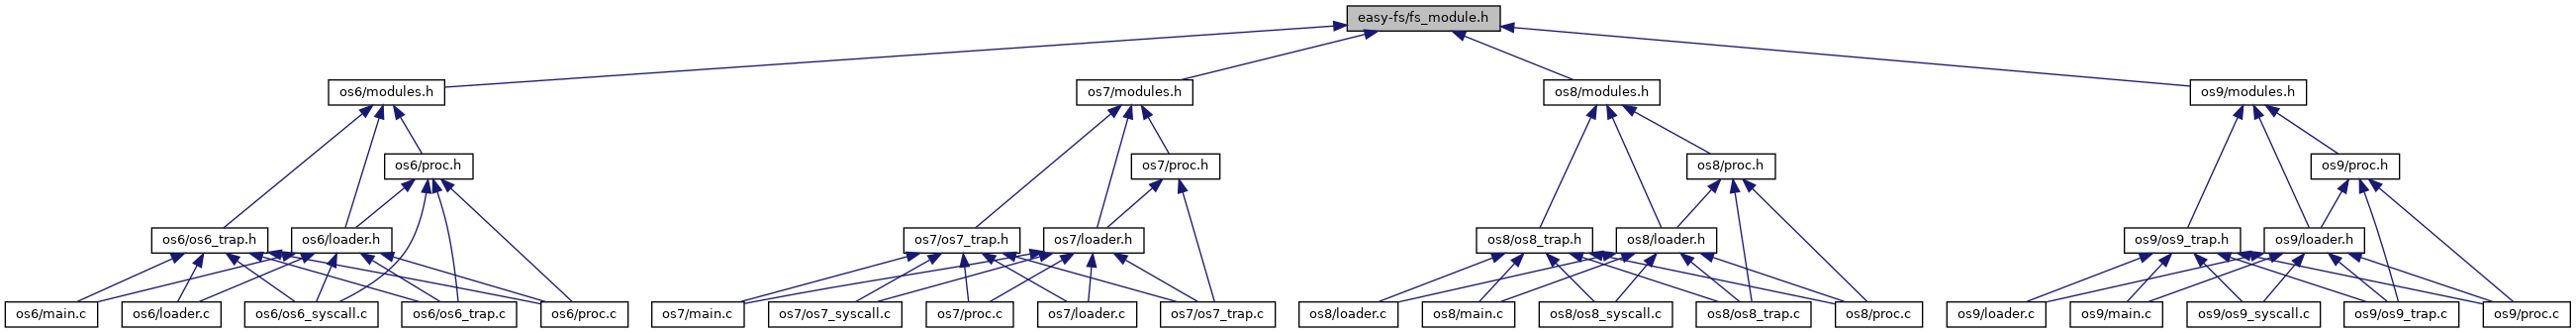 easy-fs/fs_module.h
os6/modules.h
os7/modules.h
os8/modules.h
os9/modules.h
os6/proc.h
os7/proc.h
os8/proc.h
os9/proc.h
os6/os6_trap.h
os6/loader.h
os7/os7_trap.h
os7/loader.h
os8/os8_trap.h
os8/loader.h
os9/os9_trap.h
os9/loader.h
os6/main.c
os6/loader.c
os6/os6_syscall.c
os6/os6_trap.c
os6/proc.c
os7/main.c
os7/os7_syscall.c
os7/proc.c
os7/loader.c
os7/os7_trap.c
os8/loader.c
os8/main.c
os8/os8_syscall.c
os8/os8_trap.c
os8/proc.c
os9/loader.c
os9/main.c
os9/os9_syscall.c
os9/os9_trap.c
os9/proc.c